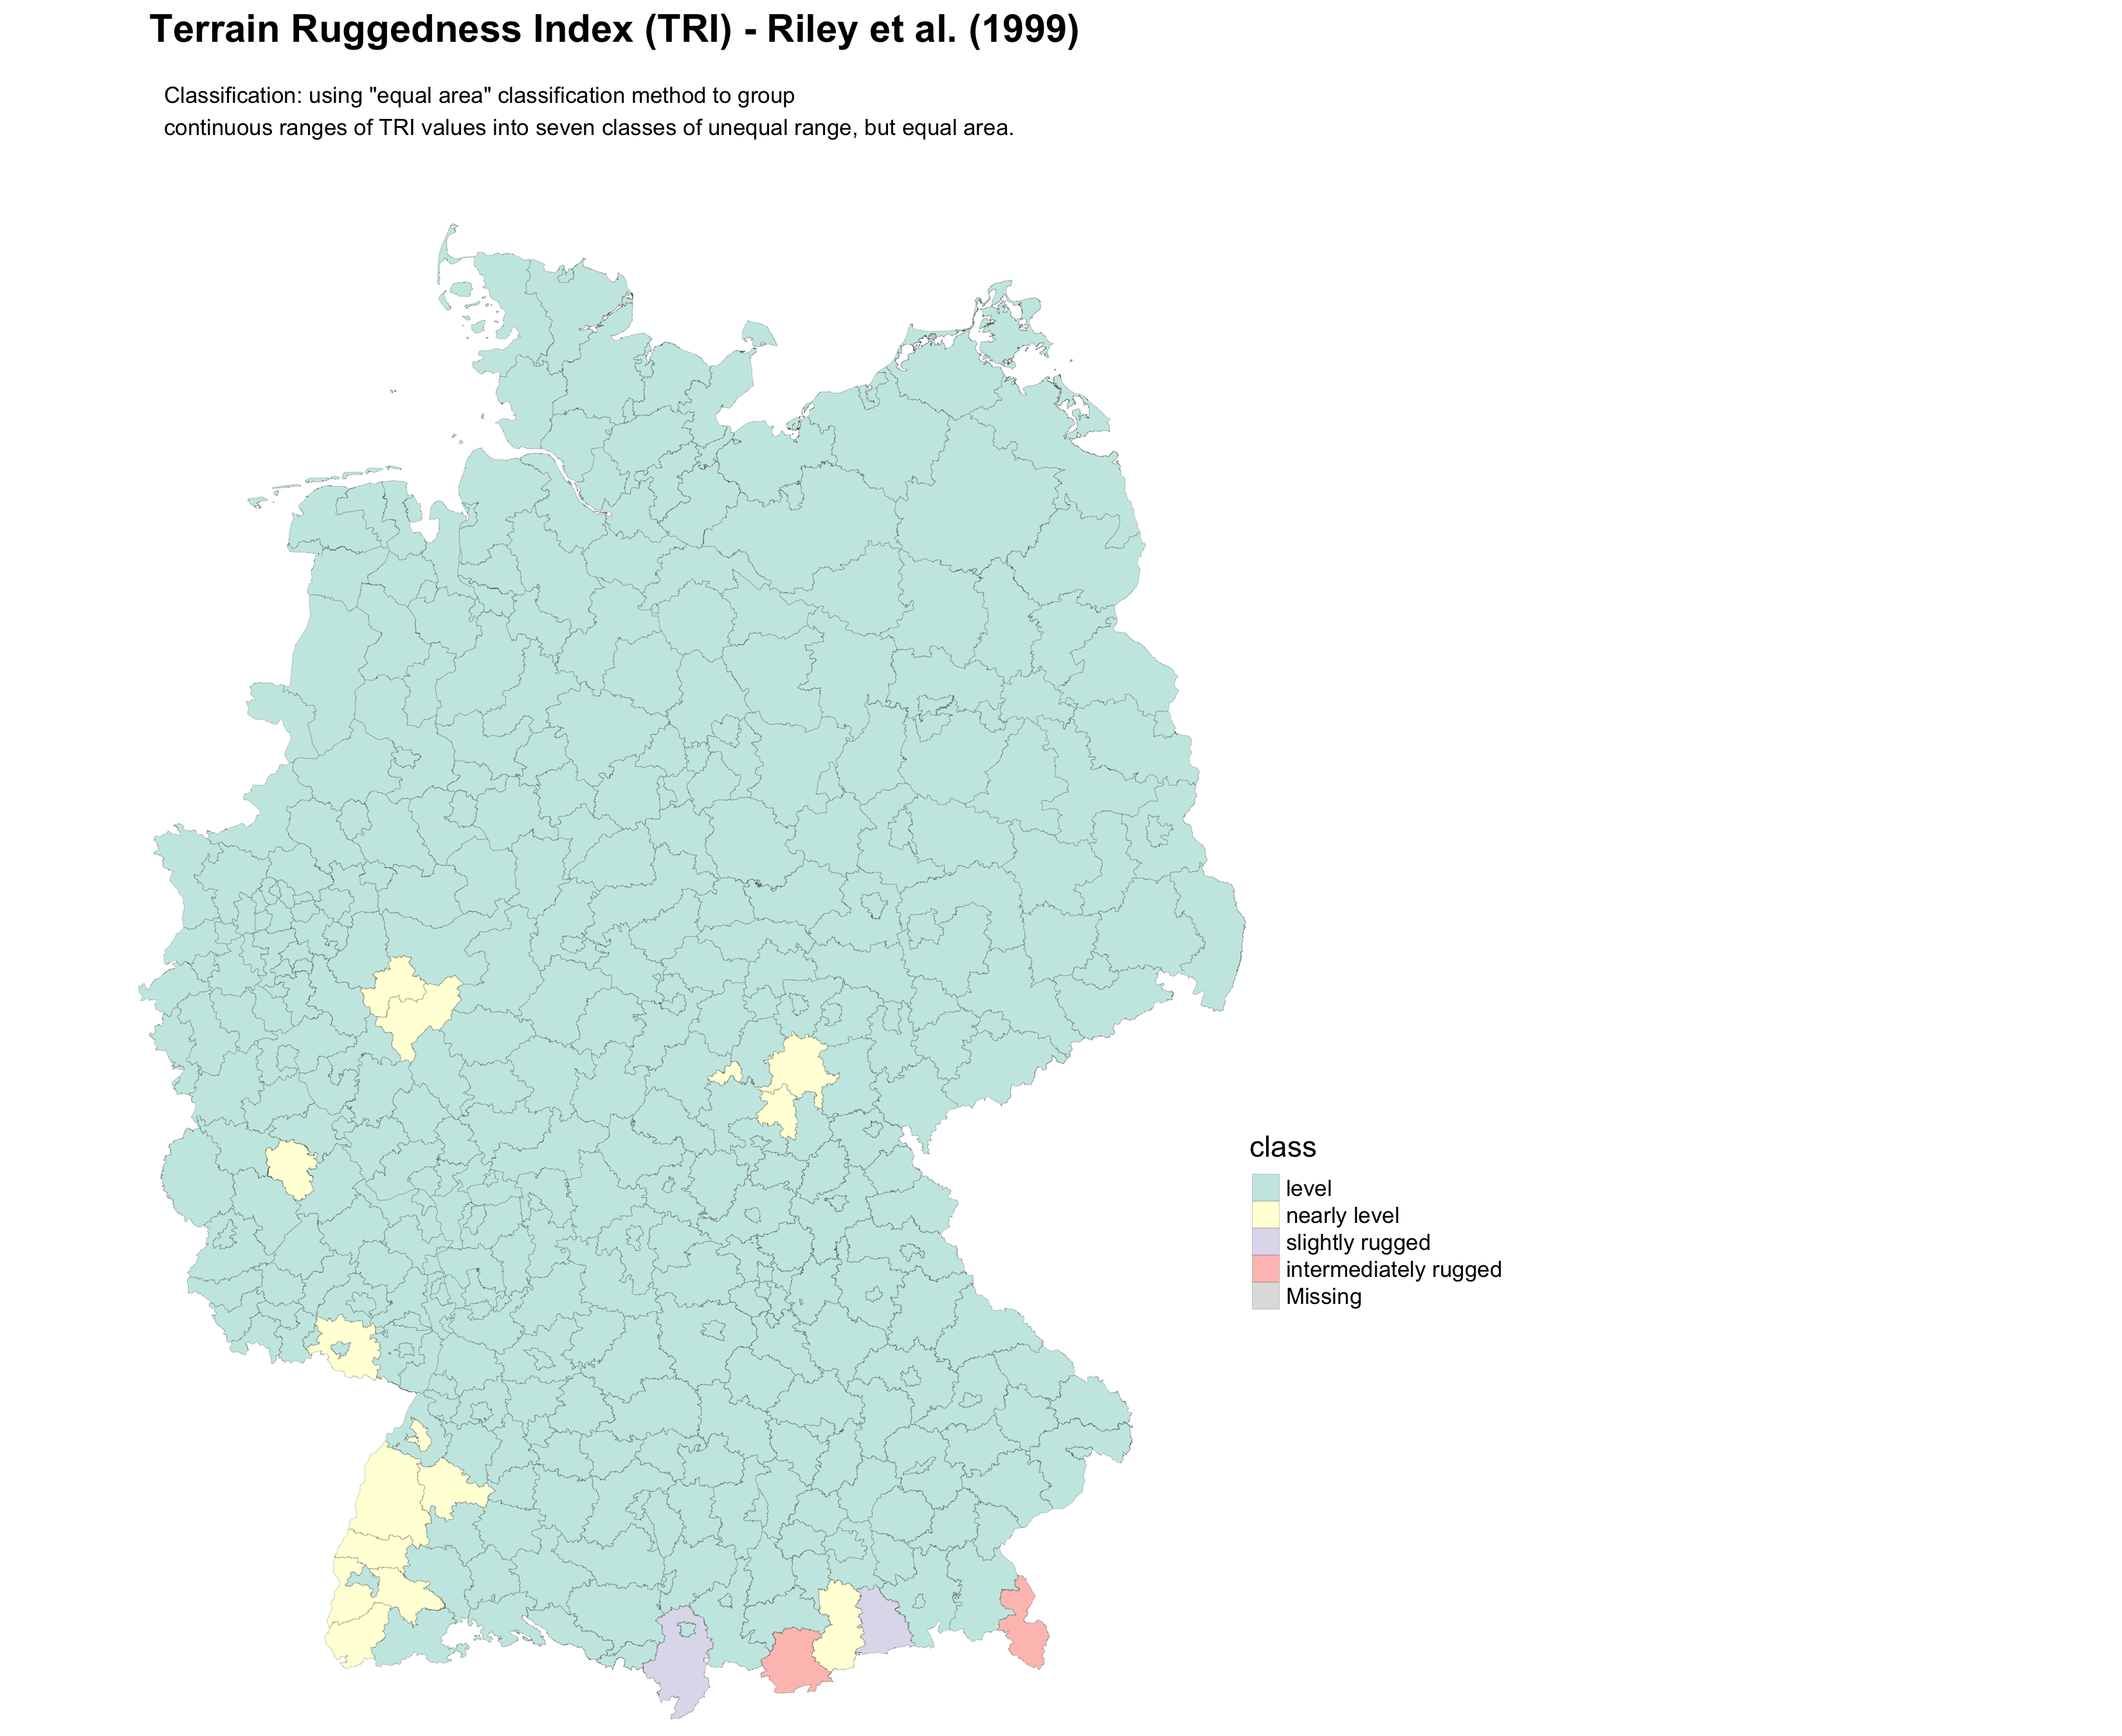 Terrain Ruggedness Index (TRI) - Riley et al. (1999)
Classification: using "equal area" classification method to group
continuous ranges of TRI values into seven classes of unequal range, but equal area.
class
level
nearly level
slightly rugged
intermediately rugged
Missing